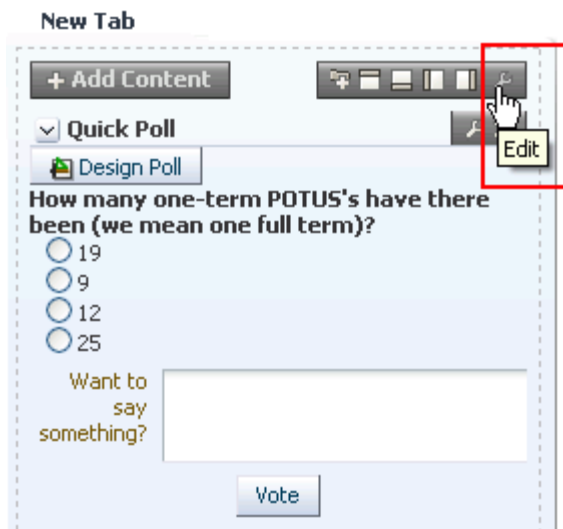 New Tab
+ Add Content
Quick Poll
Edit
Design Poll
How many one-term POTUS's have there
been (we mean one full term)?
19
9
12
25
Want to
say
something?
Vote